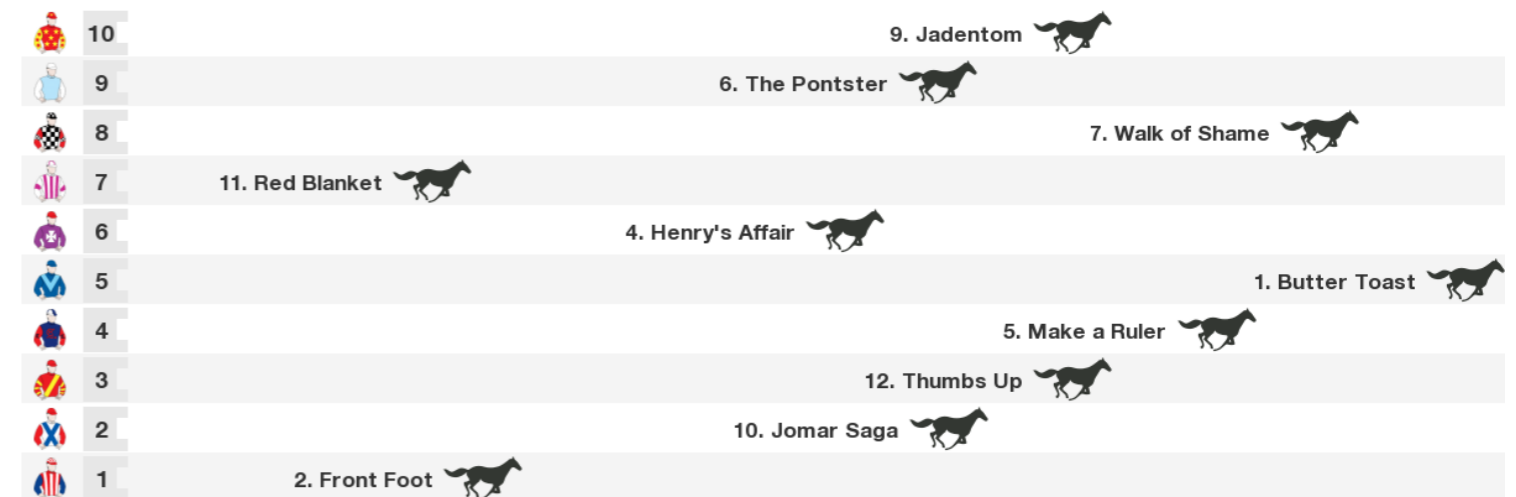 10 9. Jadentom
9 6. The Pontster
8 7. Walk of Shame
7 11. Red Blanket
6 4. Henry's Affair
5 1. Butter Toast
4 5. Make a Ruler
3 12. Thumbs Up
2 10. Jomar Saga
1 2. Front Foot